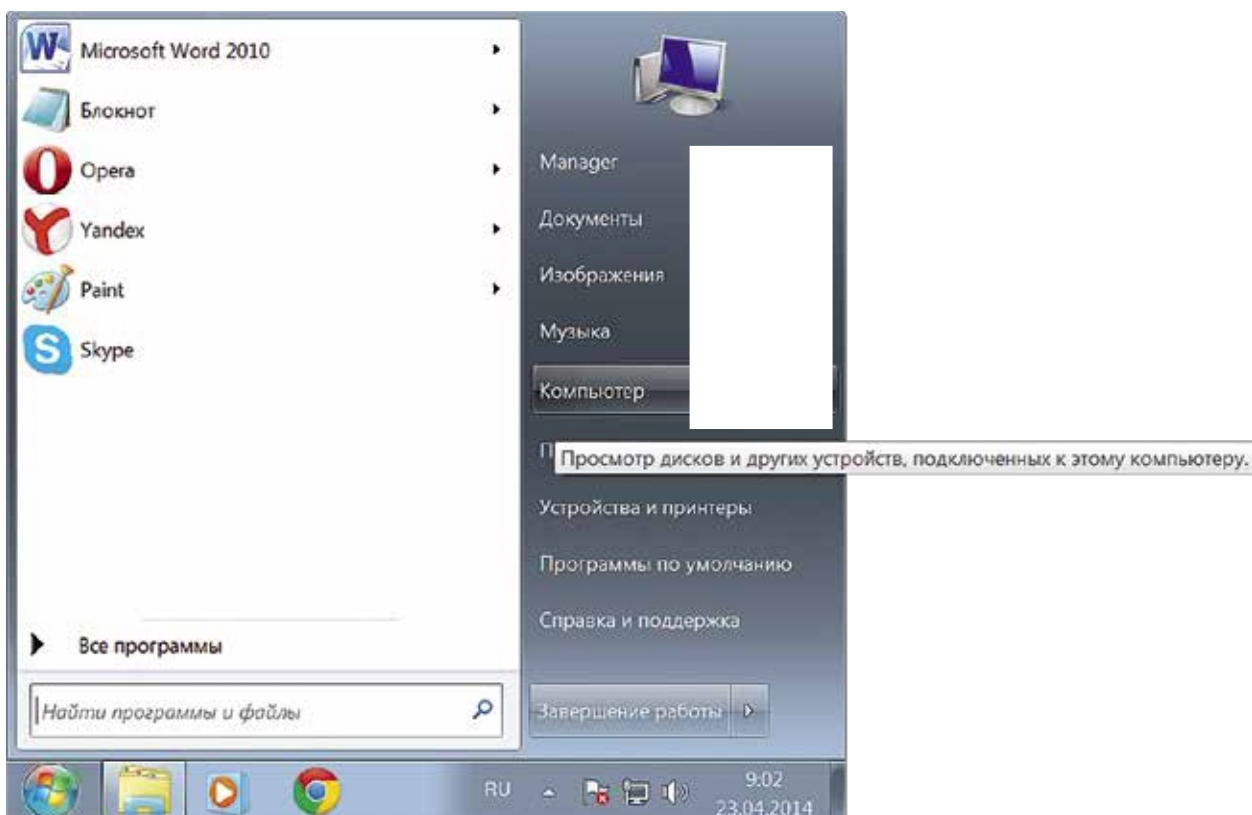 Microsoft Word 2010
Блокнот
Opera
Yandex
Paint
Skype
Все программы
Найти программы и файлы
Manager
Документы
Изображения
Музыка
Компьютер
П
Просмотр дисков и других устройств, подключенных к этому компьютеру.
Устройства и принтеры
Программы по умолчанию
Справка и поддержка
Завершение работы
RU
9:02
23.04.2014